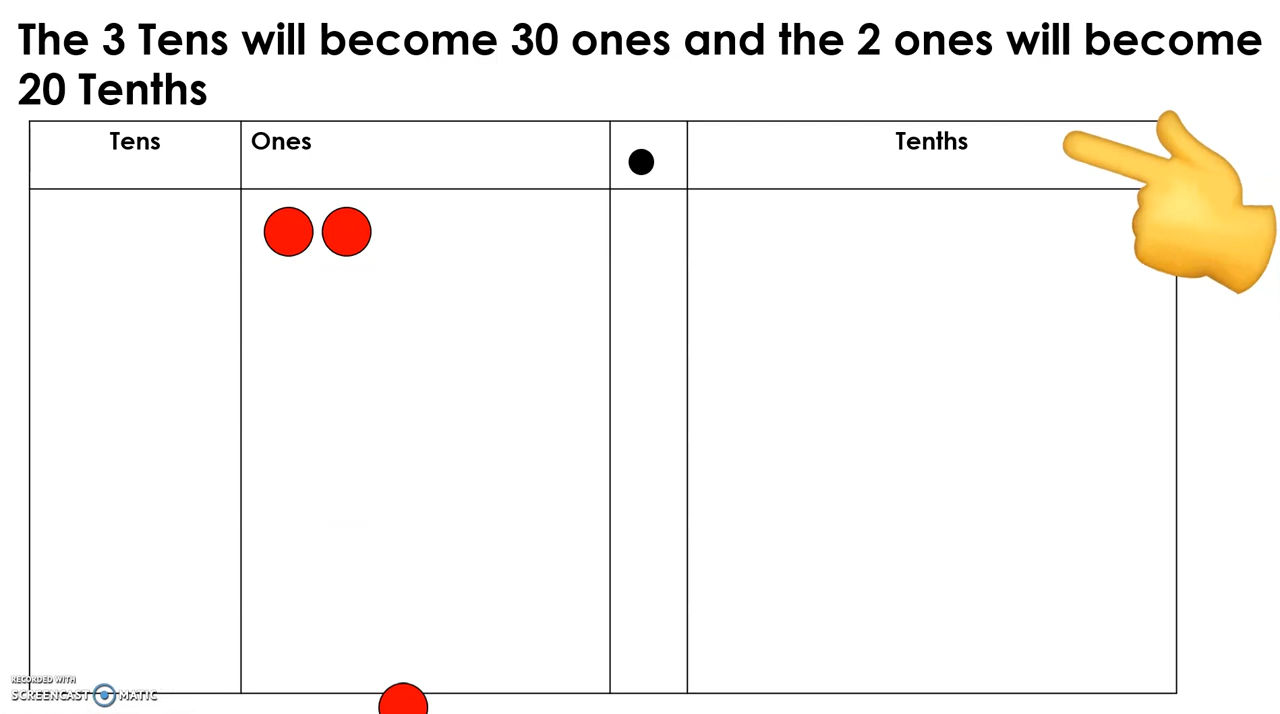 The 3 Tens will become 30 ones and the 2 ones will become
20 Tenths
Tens
Ones
Tenths
RECORDED WITH
SCREENCAST MATIC